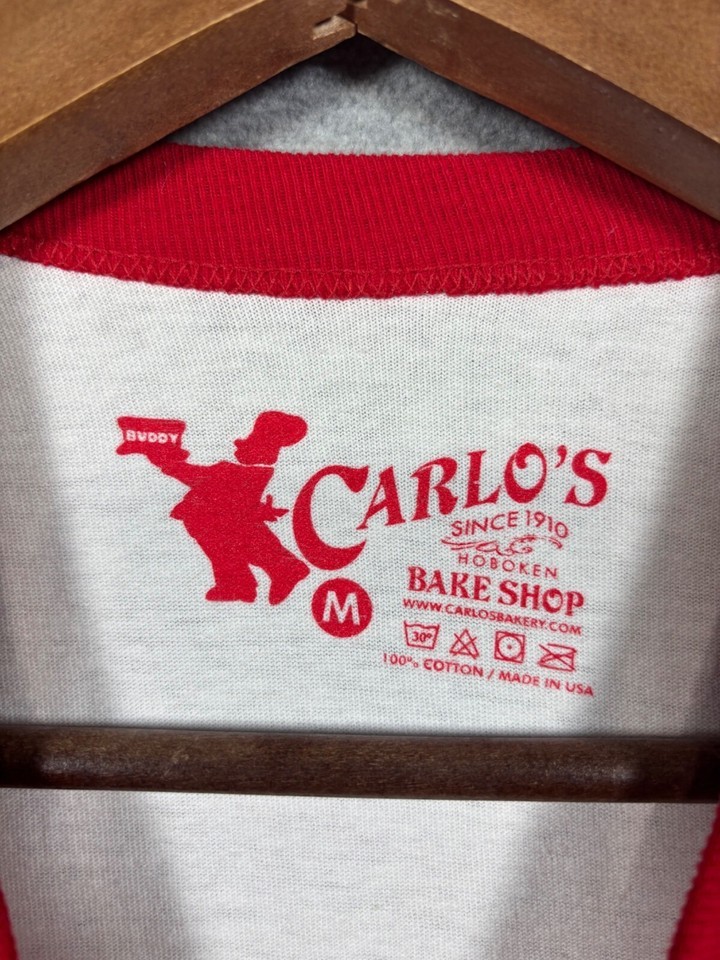 BUDDY
CARLO'S
SINCE 1910
HOBOKEN
BAKE SHOP
WWW.CARLOSBAKERY.COM
M
30°
100% COTTON / MADE IN USA